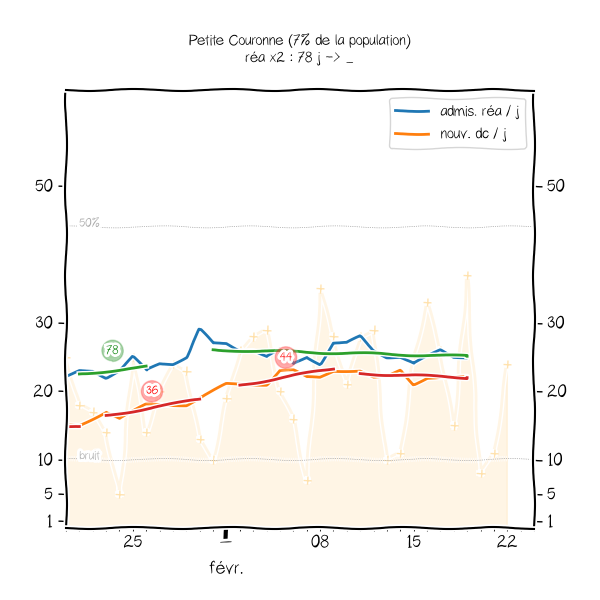 Petite Couronne (7% de la population)
réa x2 : 78 j -> _
admis. réa / j
nouv. dc / j
50 50
50%
30 30
78
44
36
20 20
bruit
10 10
5 5
1 1
25 1 08 15 22
févr.